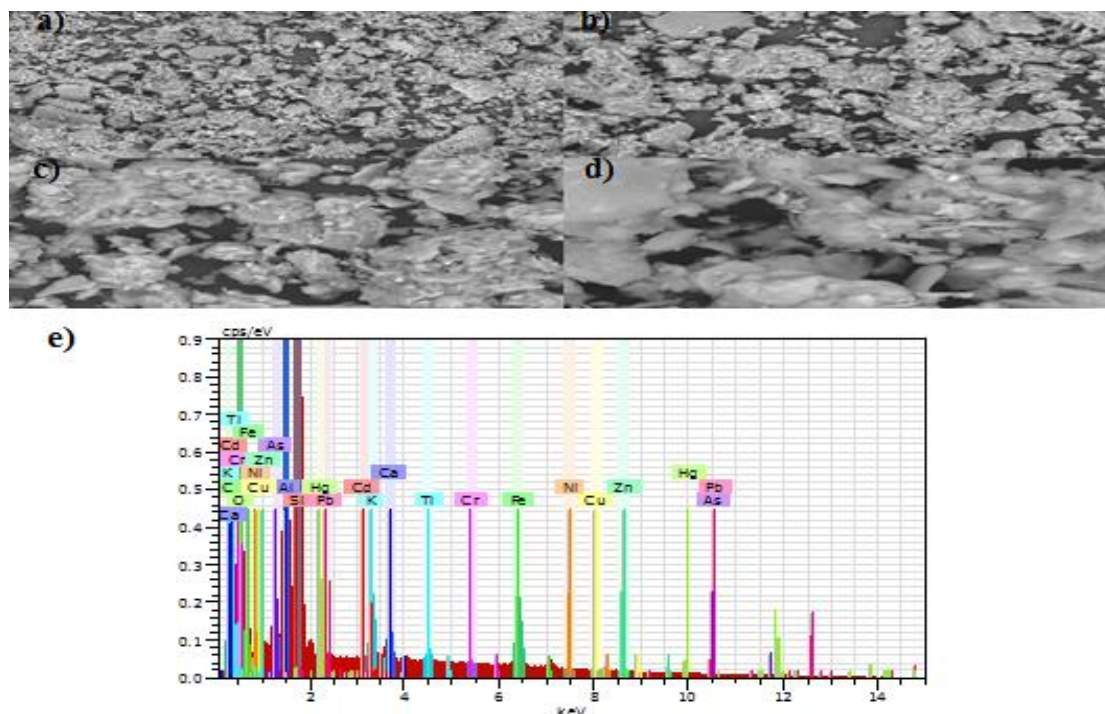 a) b)
c) d)
e)
cps/eV
0.9
0.8
0.7
Ti
0.6
Fe
Cd As
Cr Zn
0.5
K Ni Ca Hg
C Cu Al Hg Cd Ni Zn Pb
O Si Pb K Ti Cr Fe Cu As
Ca
0.4
0.3
0.2
0.1
0.0
2 4 6 8 10 12 14
keV